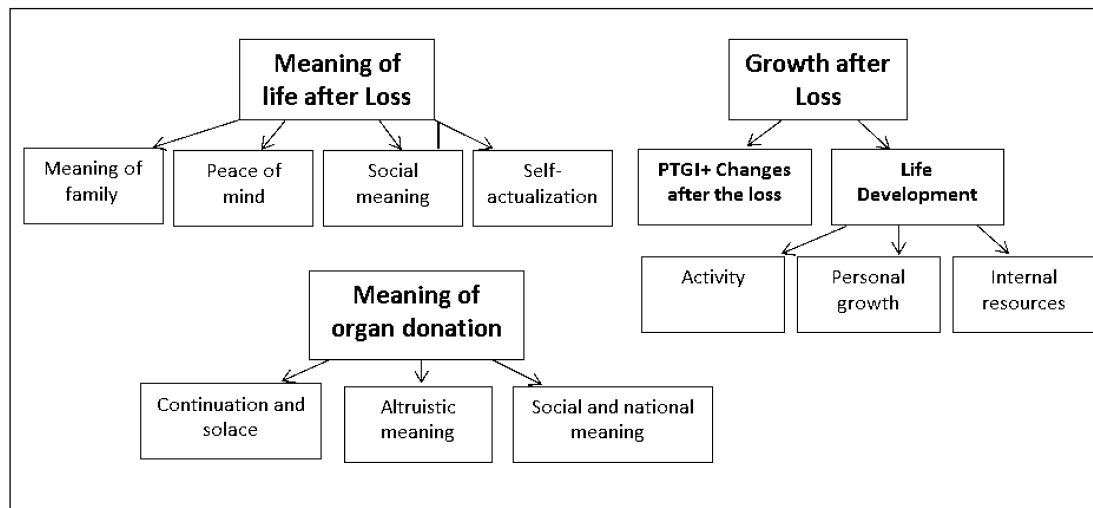 Meaning of
life after Loss
Meaning of
family
Peace of
mind
Social
meaning
Self-
actualization
Growth after
Loss
PTGI+ Changes
after the loss
Life
Development
Activity
Personal
growth
Internal
resources
Meaning of
organ donation
Continuation and
solace
Altruistic
meaning
Social and national
meaning